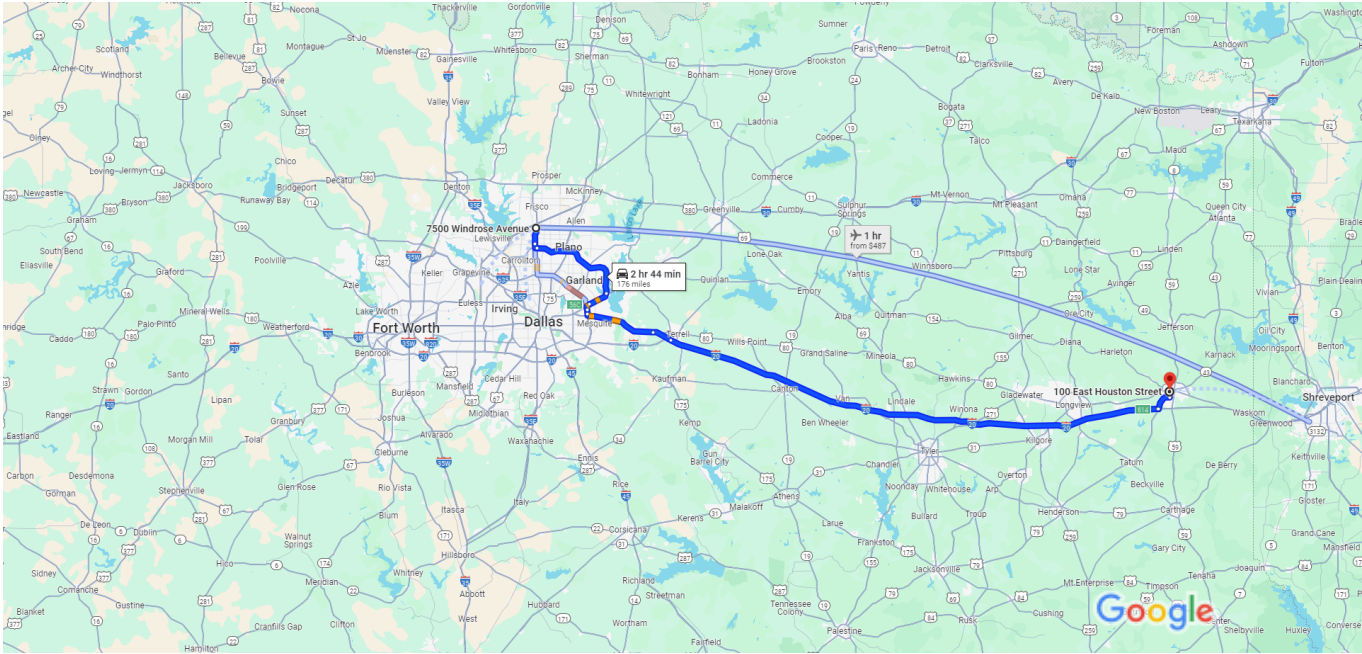 Thackerville
Gordonville
Nocona
Denison
Sumner
Powderly
Foreman
Scotland
Bellevue
Montague
St Jo
Muenster
Whitesboro
Sherman
Paris
Reno
Detroit
Ashdown
Archer City
Windthorst
Bowie
Gainesville
Bonham
Honey Grove
Brookston
Clarksville
Avery
Fulton
Whitewright
De Kalb
Valley View
Bogata
New Boston
Leary
Sunset
Ladonia
Texarkana
Olney
Cooper
Talco
Maud
Chico
Loving
Jermyn
Jacksboro
Bridgeport
Decatur
Prosper
Commerce
Newcastle
Denton
McKinney
Mt Vernon
Omaha
Graham
Bryson
Runaway Bay
Frisco
Greenville
Cumby
Sulphur Springs
Mt Pleasant
Queen City
Atlanta
Allen
7500 Windrose Avenue
Lewisville
1 hr
from $487
South Bend
Poolville
Plano
Daingerfield
Linden
Eliasville
Keller
Grapevine
Carrollton
Lone Oak
Winnsboro
Pittsburg
Graford
2 hr 44 min
176 miles
Quinlan
Yantis
Lone Star
Avinger
Azle
Garland
Emory
Plain Dealing
Euless
Irving
Quitman
Ore City
Lake Worth
Alba
Jefferson
Palo Pinto
Mineral Wells
Weatherford
Fort Worth
Dallas
Mesquite
Terrell
Wills Point
Gilmer
Diana
Oil City
Caddo
Benbrook
Grand Saline
Mineola
Harleton
Karnack
Mooringsport
Santo
Kaufman
Hawkins
Strawn
Gordon
Mansfield
Cedar Hill
Canton
100 East Houston Street
Blanchard
Burleson
Red Oak
Van
Lindale
Gladewater
Shreveport
Ranger
Lipan
Midlothian
Winona
Longview
Waskom
Greenwood
Granbury
Joshua
Waxahachie
Kemp
Ben Wheeler
Kilgore
Eastland
Morgan Mill
Tolar
Alvarado
Tyler
Keithville
Carbon
Cleburne
Gun Barrel City
Chandler
Overton
Tatum
De Berry
Desdemona
Ennis
Noonday
Whitehouse
Arp
Beckville
Gorman
Stephenville
Glen Rose
Rio Vista
Rice
Athens
Gloster
Blum
Itasca
Italy
Malakoff
Bullard
Troup
Henderson
Carthage
De Leon
Dublin
Walnut Springs
Corsicana
Kerens
Larue
Grand Cane
Hillsboro
Frankston
Gary City
Mansfield
Hico
Whitney
Jacksonville
Sidney
Meridian
Richland
Mt Enterprise
Timpson
Tenaha
Joaquin
Comanche
Abbott
Streetman
Tennessee Colony
Blanket
Gustine
Hubbard
Rusk
Cushing
Google
Center
Cranfills Gap
Clifton
West
Wortham
Shelbyville
Huxley
Converse
Hamilton
Fairfield
Palestine